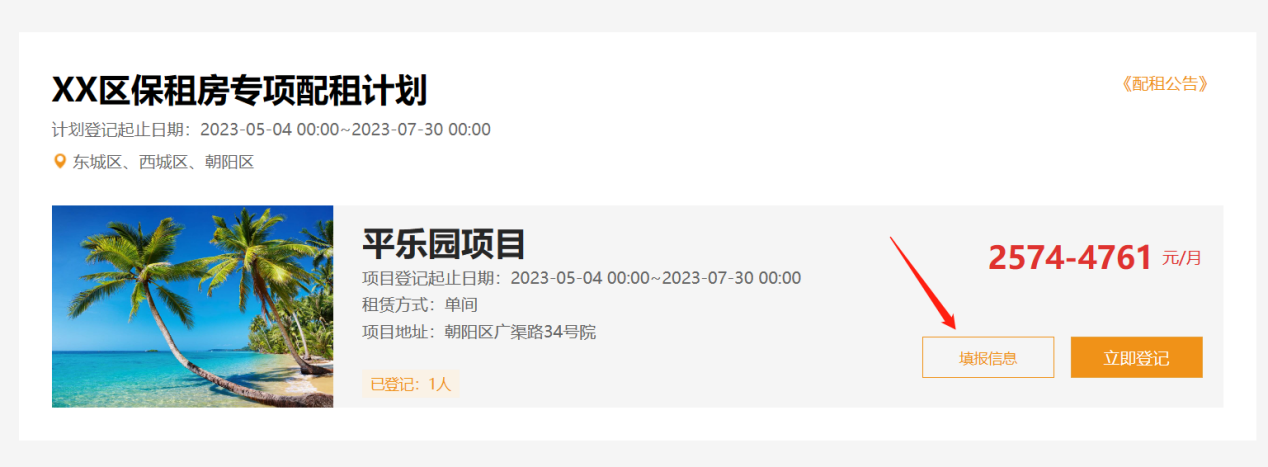 XX区保租房专项配租计划
《配租公告》
计划登记起止日期：2023-05-04 00:00~2023-07-30 00:00
东城区、西城区、朝阳区
平乐园项目
项目登记起止日期：2023-05-04 00:00~2023-07-30 00:00
租赁方式：单间
项目地址：朝阳区广渠路34号院
已登记：1人
2574-4761 元/月
填报信息
立即登记